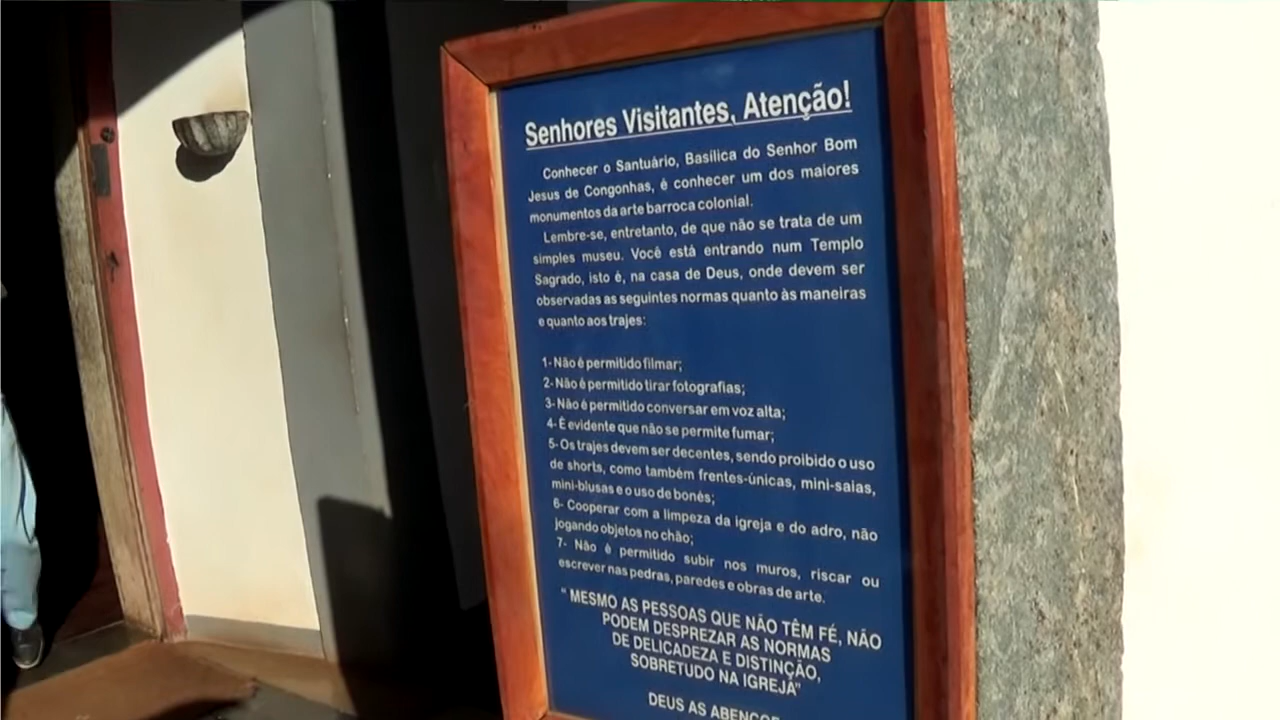 Senhores Visitantes, Atenção!
Conhecer o Santuário, Basílica do Senhor Bom
Jesus de Congonhas, é conhecer um dos maiores
monumentos da arte barroca colonial.
Lembre-se, entretanto, de que não se trata de um
simples museu. Você está entrando num Templo
Sagrado, isto é, na casa de Deus, onde devem ser
observadas as seguintes normas quanto às maneiras
e quanto aos trajes:
1- Não é permitido filmar;
2- Não é permitido tirar fotografias;
3- Não é permitido conversar em voz alta;
4- É evidente que não se permite fumar;
5- Os trajes devem ser decentes, sendo proibido o uso
de shorts, como também frentes-únicas, mini-saias,
mini-blusas e o uso de bonés;
6- Cooperar com a limpeza da igreja e do adro, não
jogando objetos no chão;
7- Não é permitido subir nos muros, riscar ou
escrever nas pedras, paredes e obras de arte.
“ MESMO AS PESSOAS QUE NÃO TÊM FÉ, NÃO
PODEM DESPREZAR AS NORMAS
DE DELICADEZA E DISTINÇÃO,
SOBRETUDO NA IGREJA”
DEUS AS